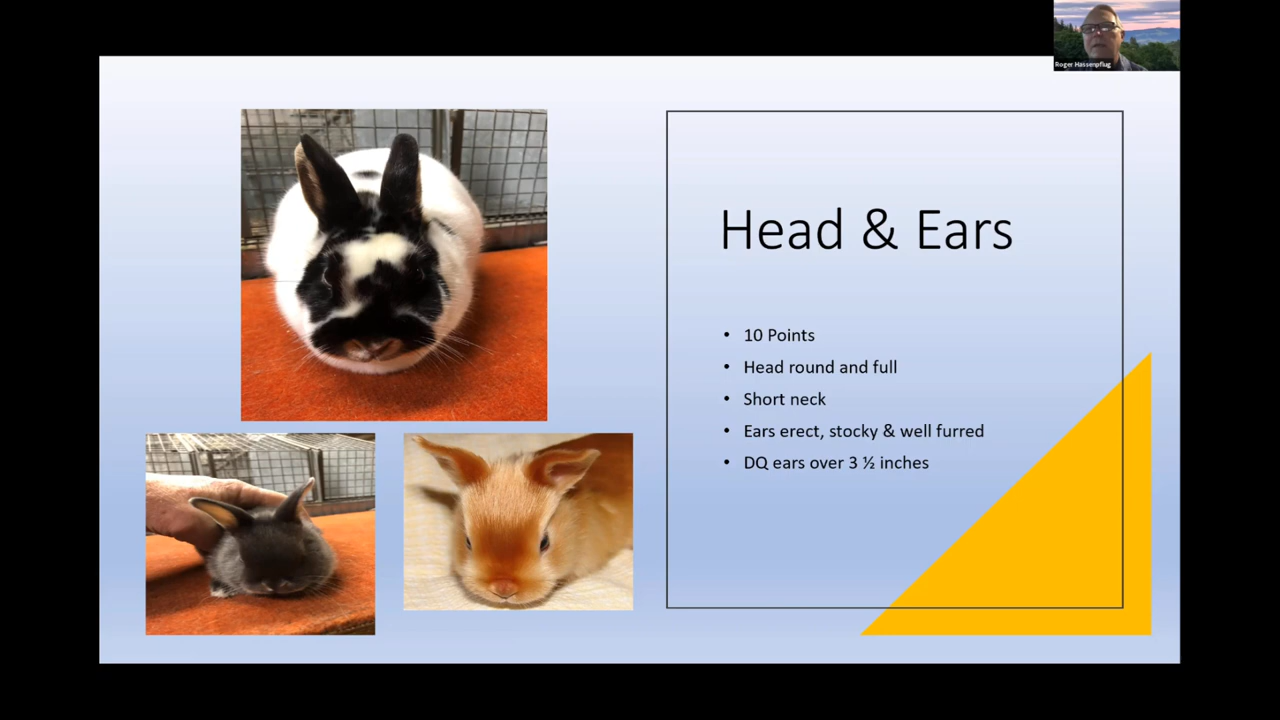 Roger Hassenpflug
Head & Ears
• 10 Points
• Head round and full
• Short neck
• Ears erect, stocky & well furred
• DQ ears over 3 ½ inches